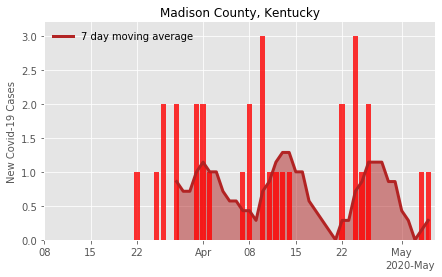 Madison County, Kentucky
7 day moving average
New Covid-19 Cases
3.0
2.5
2.0
1.5
1.0
0.5
0.0
08 15 22 Apr 08 15 22 May
2020-May